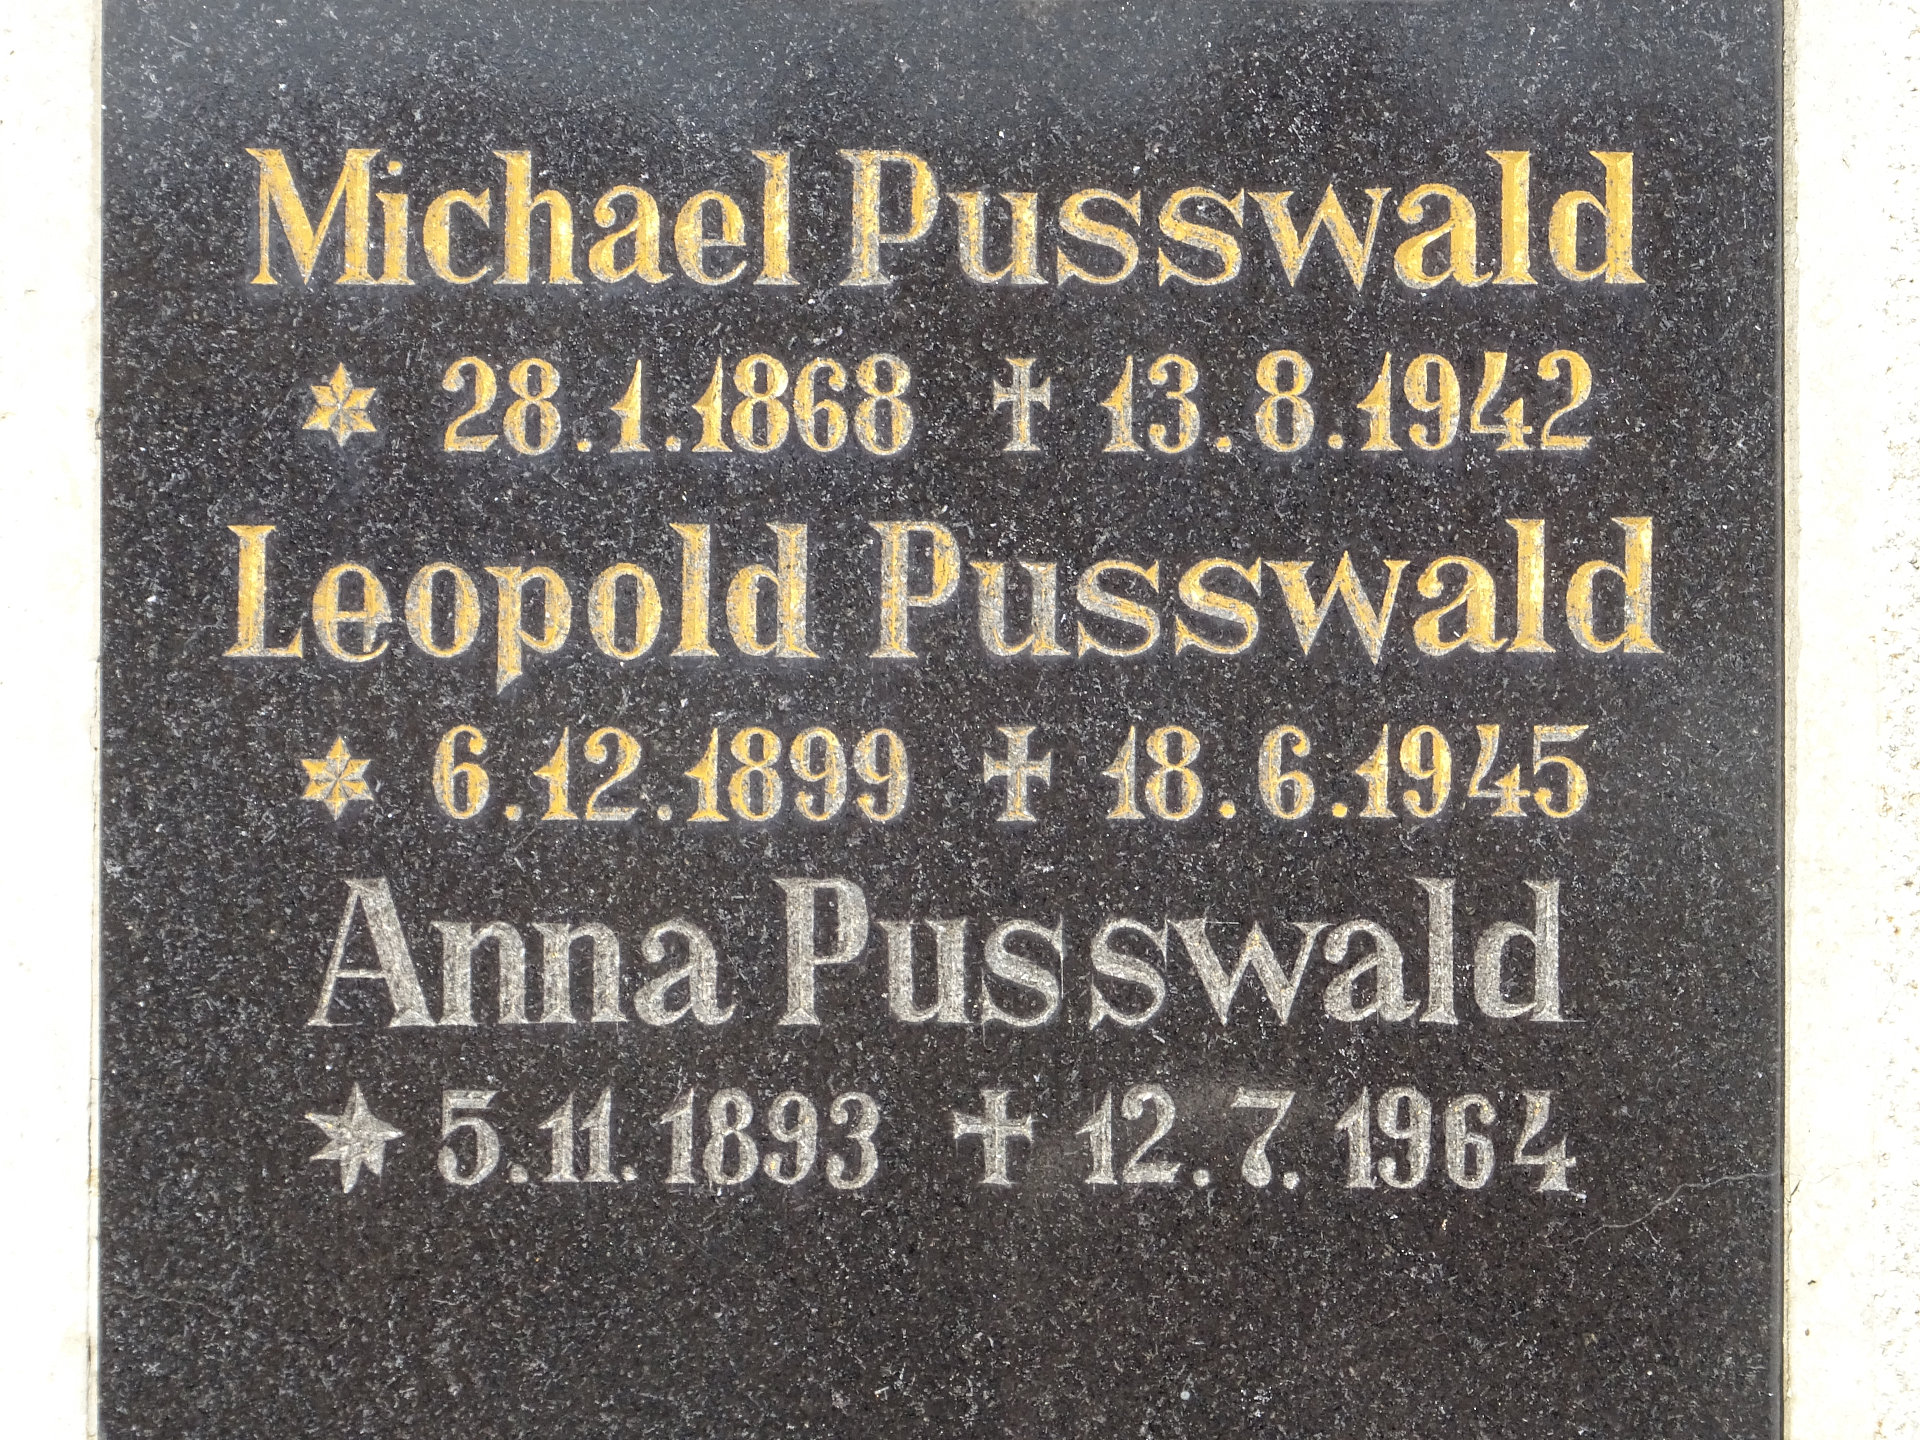 Michael Pusswald
* 28.1.1868 † 13.8.1942
Leopold Pusswald
* 6.12.1899 † 18.6.1945
Anna Pusswald
* 5.11.1893 † 12.7.1964